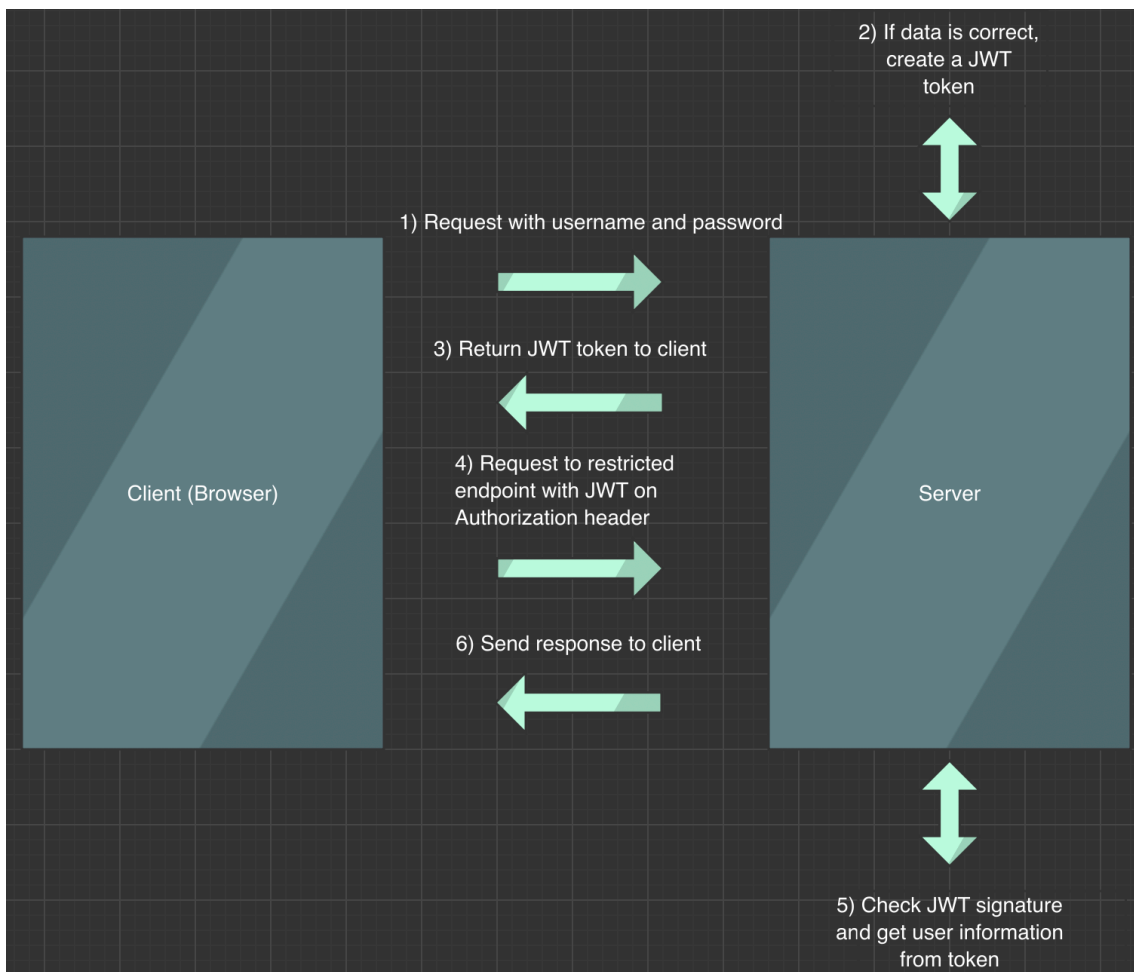 2) If data is correct,
create a JWT
token
1) Request with username and password
3) Return JWT token to client
4) Request to restricted
endpoint with JWT on
Authorization header
Client (Browser)
Server
6) Send response to client
5) Check JWT signature
and get user information
from token